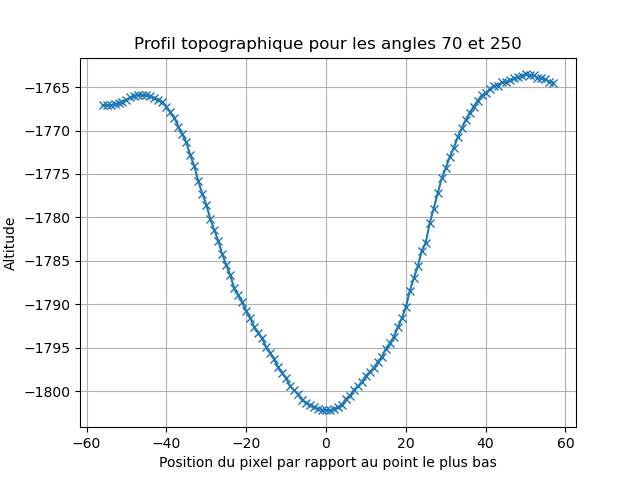 Profil topographique pour les angles 70 et 250
−1765
−1770
−1775
−1780
−1785
−1790
−1795
−1800
Altitude
−60 −40 −20 0 20 40 60
Position du pixel par rapport au point le plus bas